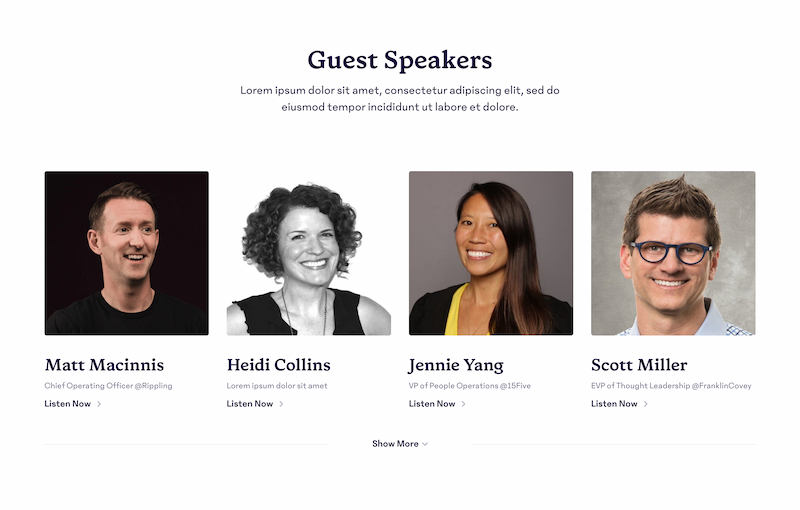 Guest Speakers
Lorem ipsum dolor sit amet, consectetur adipiscing elit, sed do
eiusmod tempor incididunt ut labore et dolore.
Matt Macinnis
Chief Operating Officer @Rippling
Listen Now
Heidi Collins
Lorem ipsum dolor sit amet
Listen Now
Jennie Yang
VP of People Operations @15Five
Listen Now
Scott Miller
EVP of Thought Leadership @FranklinCovey
Listen Now
Show More